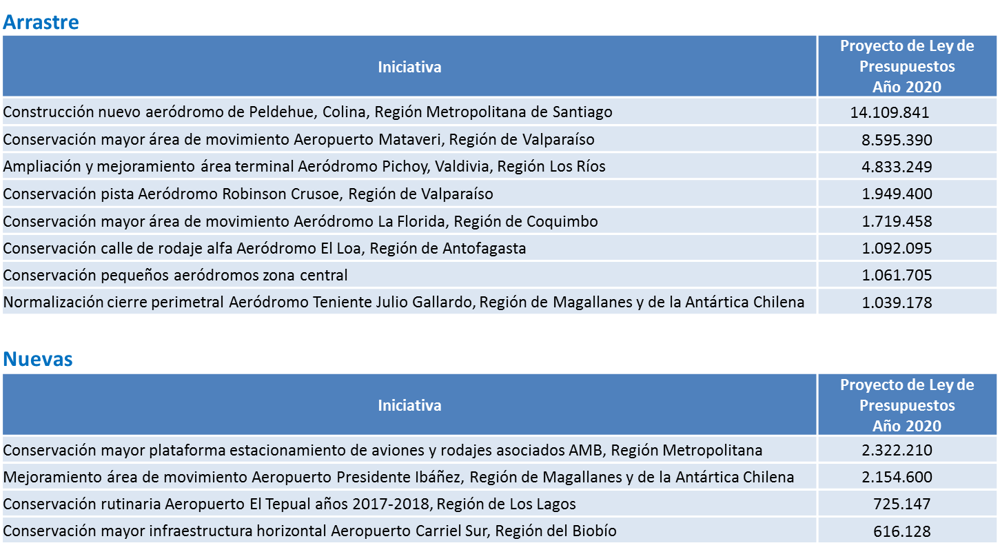 Arrastre
Iniciativa
Proyecto de Ley de
Presupuestos
Año 2020
Construcción nuevo aeródromo de Peldehue, Colina, Región Metropolitana de Santiago 14.109.841
Conservación mayor área de movimiento Aeropuerto Mataveri, Región de Valparaíso 8.595.390
Ampliación y mejoramiento área terminal Aeródromo Pichoy, Valdivia, Región Los Ríos 4.833.249
Conservación pista Aeródromo Robinson Crusoe, Región de Valparaíso 1.949.400
Conservación mayor área de movimiento Aeródromo La Florida, Región de Coquimbo 1.719.458
Conservación calle de rodaje alfa Aeródromo El Loa, Región de Antofagasta 1.092.095
Conservación pequeños aeródromos zona central 1.061.705
Normalización cierre perimetral Aeródromo Teniente Julio Gallardo, Región de Magallanes y de la Antártica Chilena 1.039.178
Nuevas
Iniciativa
Proyecto de Ley de
Presupuestos
Año 2020
Conservación mayor plataforma estacionamiento de aviones y rodajes asociados AMB, Región Metropolitana 2.322.210
Mejoramiento área de movimiento Aeropuerto Presidente Ibáñez, Región de Magallanes y de la Antártica Chilena 2.154.600
Conservación rutinaria Aeropuerto El Tepual años 2017-2018, Región de Los Lagos 725.147
Conservación mayor infraestructura horizontal Aeropuerto Carriel Sur, Región del Biobío 616.128